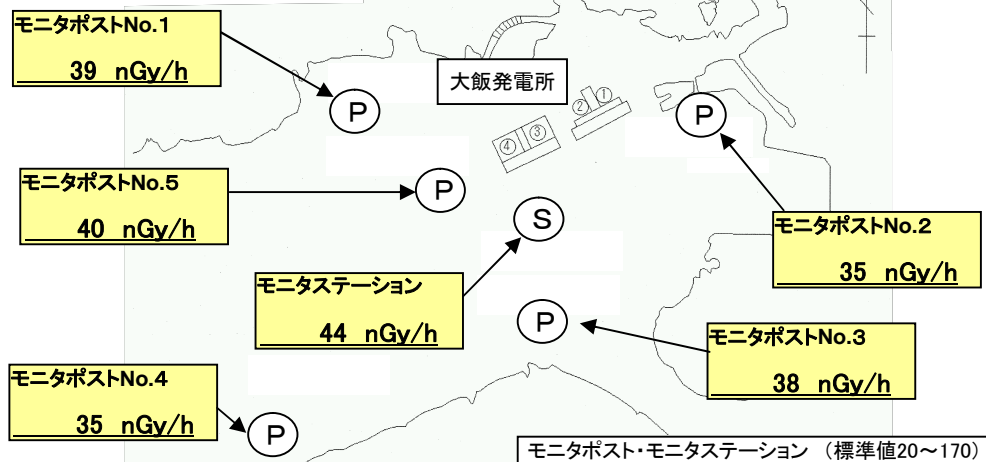 モニタポストNo.1
39 nGy/h
大飯発電所
P
②
①
④
③
P
モニタポストNo.5
40 nGy/h
P
S
モニタポストNo.2
35 nGy/h
モニタステーション
44 nGy/h
P
モニタポストNo.3
38 nGy/h
モニタポストNo.4
35 nGy/h
P
モニタポスト・モニタステーション （標準値20～170）